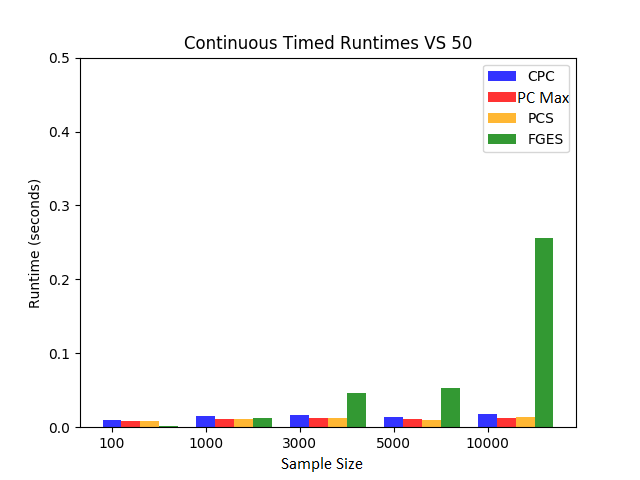 Continuous Timed Runtimes VS 50
0.5
0.4
0.3
0.2
0.1
0.0
Runtime (seconds)
CPC
PC Max
PCS
FGES
100 1000 3000 5000 10000
Sample Size